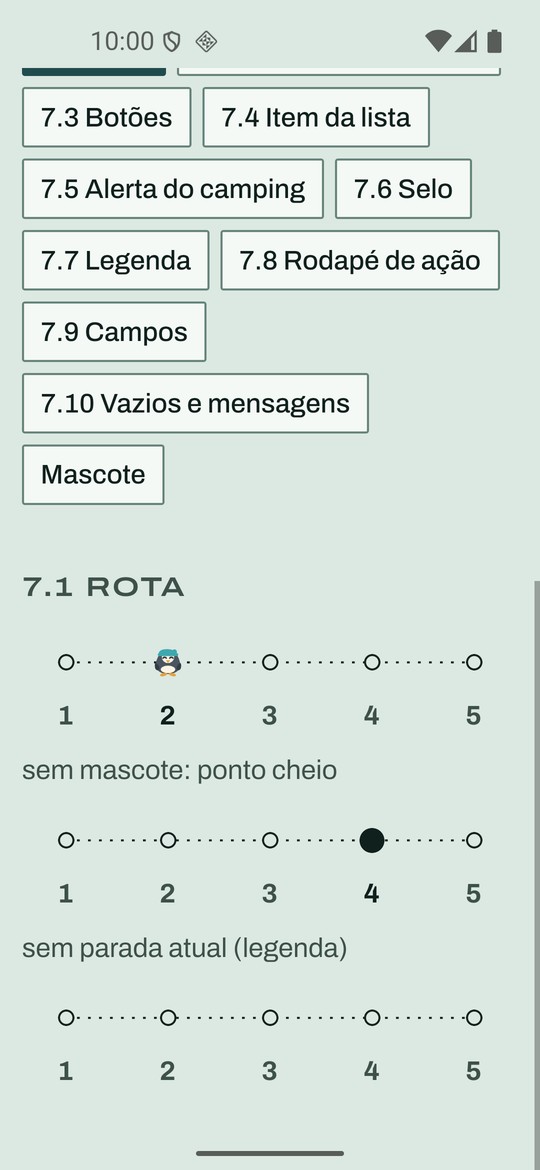 10:00
7.3 Botões
7.4 Item da lista
7.5 Alerta do camping
7.6 Selo
7.7 Legenda
7.8 Rodapé de ação
7.9 Campos
7.10 Vazios e mensagens
Mascote
7.1 ROTA
1 2 3 4 5
sem mascote: ponto cheio
1 2 3 4 5
sem parada atual (legenda)
1 2 3 4 5